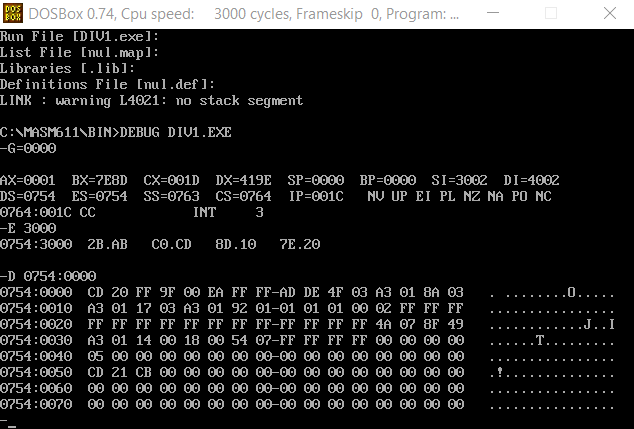 DOSBox 0.74, Cpu speed:    3000 cycles, Frameskip  0, Program: ...
Run File [DIV1.exe]:
List File [nul.map]:
Libraries [.lib]:
Definitions File [nul.def]:
LINK : warning L4021: no stack segment
C:\MASM611\BIN>DEBUG DIV1.EXE
-G=0000
AX=0001  BX=7E8D  CX=001D  DX=419E  SP=0000  BP=0000  SI=3002  DI=4002
DS=0754  ES=0754  SS=0763  CS=0764  IP=001C   NV UP EI PL NZ NA PO NC
0764:001C CC            INT    3
-E 3000
0754:3000  2B.AB   C0.CD   8D.10   7E.20
-D 0754:0000
0754:0000  CD 20 FF 9F 00 EA FF FF-AD DE 4F 03 A3 01 8A 03   . ........O.....
0754:0010  A3 01 17 03 A3 01 92 01-01 01 01 00 02 FF FF FF   ................
0754:0020  FF FF FF FF FF FF FF FF-FF FF FF FF 4A 07 8F 49   ............J..I
0754:0030  A3 01 14 00 18 00 54 07-FF FF FF FF 00 00 00 00   ......T.........
0754:0040  05 00 00 00 00 00 00 00-00 00 00 00 00 00 00 00   ................
0754:0050  CD 21 CB 00 00 00 00 00-00 00 00 00 00 00 00 00   .!..............
0754:0060  00 00 00 00 00 00 00 00-00 00 00 00 00 00 00 00   ................
0754:0070  00 00 00 00 00 00 00 00-00 00 00 00 00 00 00 00   ................
-_